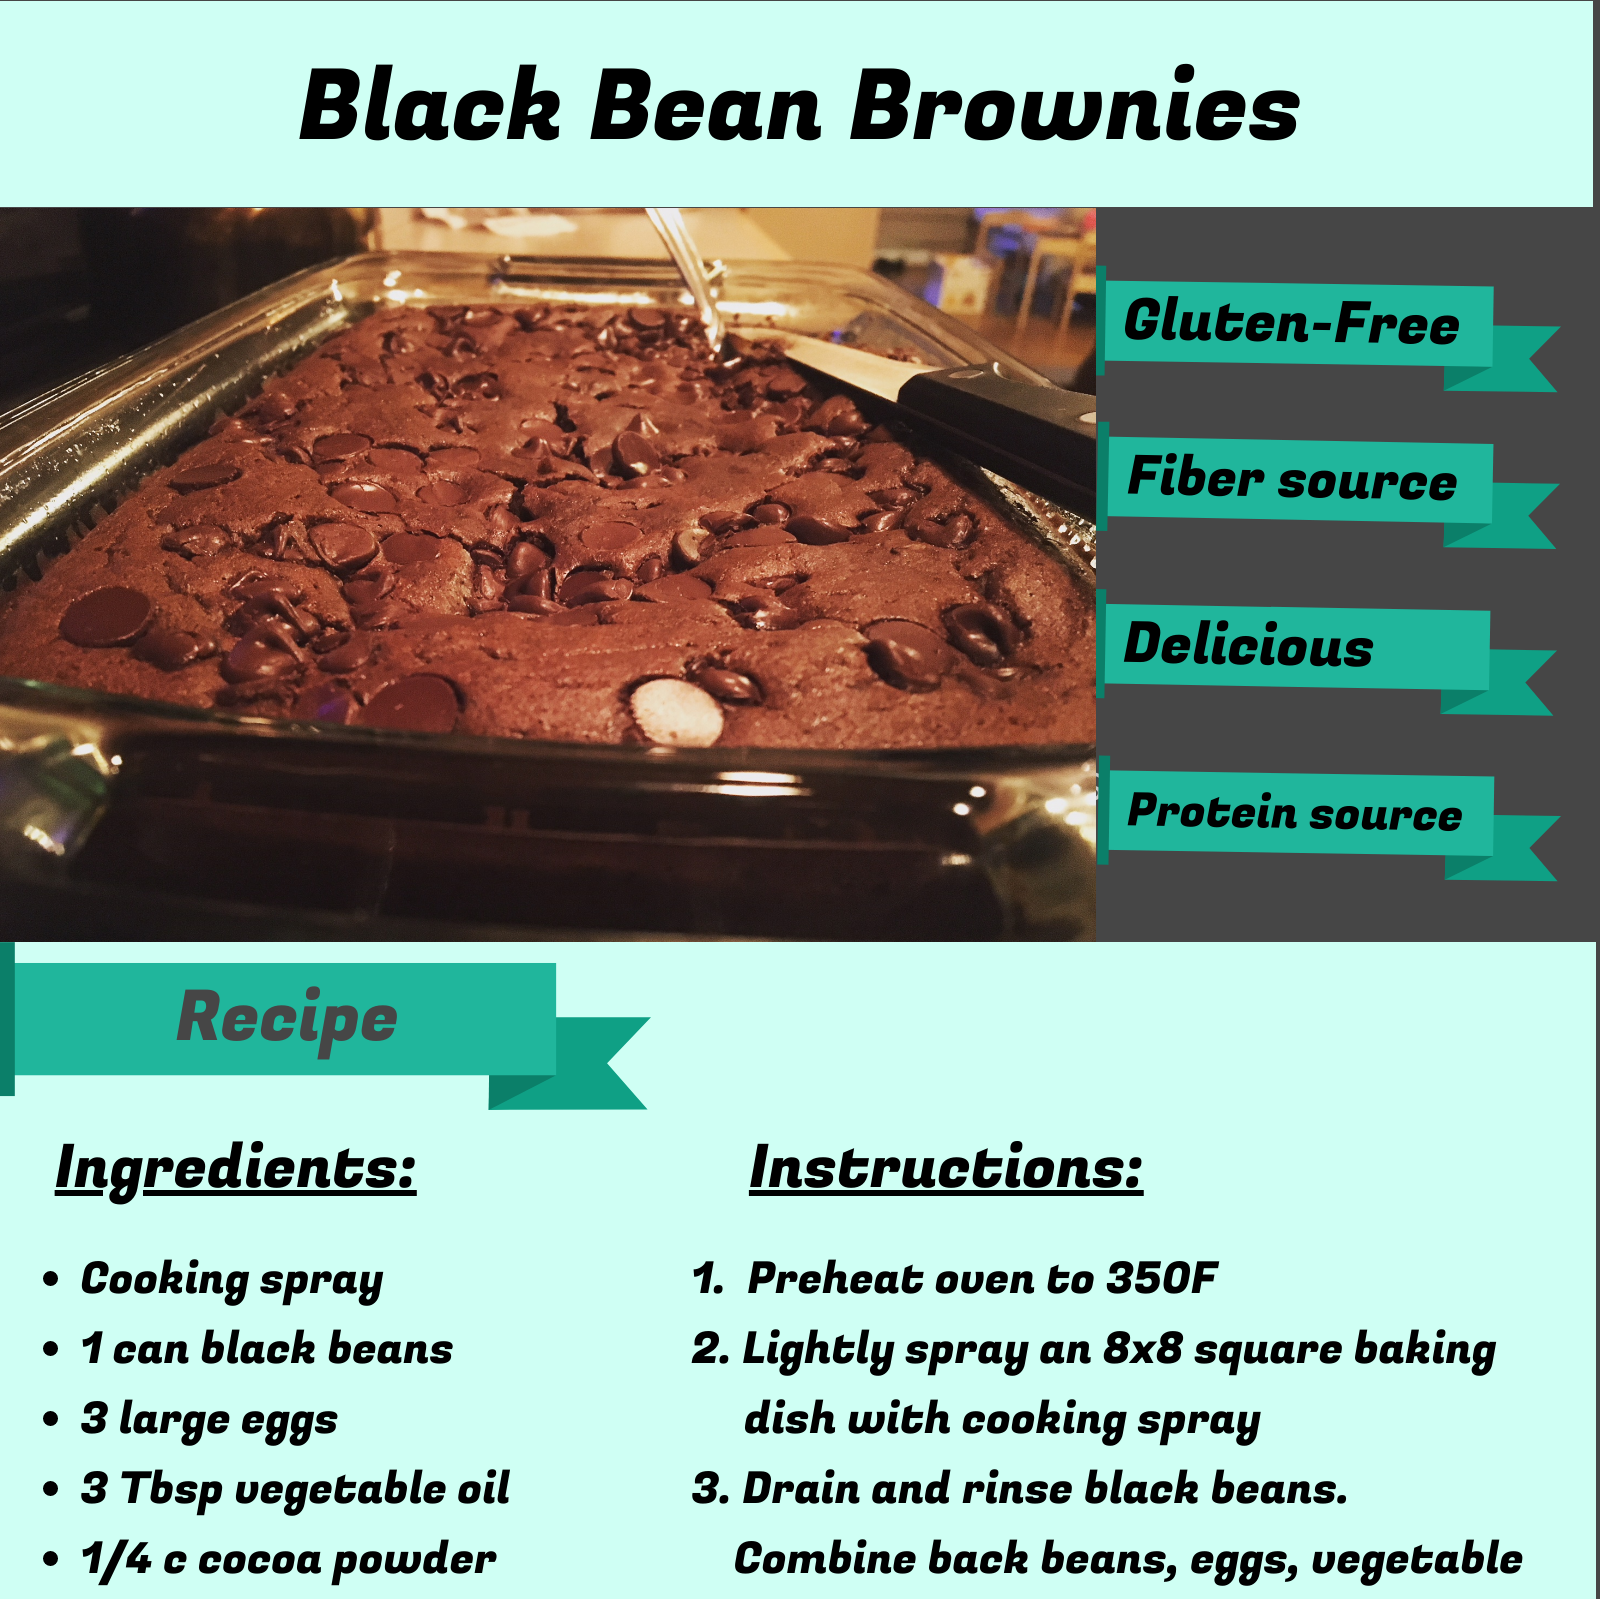 Black Bean Brownies
Gluten-Free
Fiber source
Delicious
Protein source
Recipe
Ingredients:
• Cooking spray
• 1 can black beans
• 3 large eggs
• 3 Tbsp vegetable oil
• 1/4 c cocoa powder
Instructions:
1. Preheat oven to 350F
2. Lightly spray an 8x8 square baking
dish with cooking spray
3. Drain and rinse black beans.
Combine back beans, eggs, vegetable